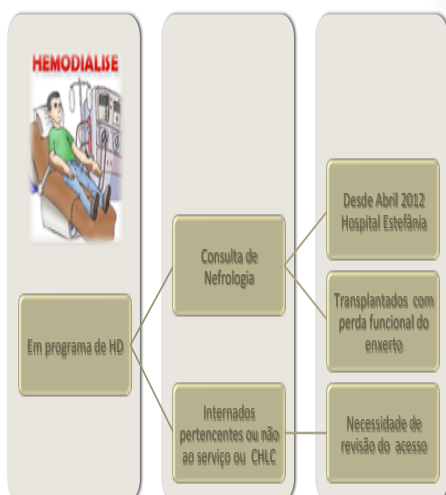 HEMODIÁLISE
Em programa de HD
Consulta de
Nefrologia
Internados
pertencentes ou não
ao serviço ou CHLC
Desde Abril 2012
Hospital Estefânia
Transplantados com
perda funcional do
enxerto
Necessidade de
revisão do acesso